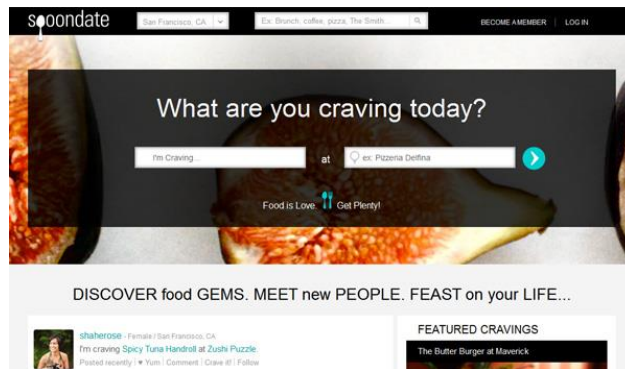 spoondate
San Francisco, CA
Ex: Brunch, coffee, pizza, The Smith...
BECOME A MEMBER | LOG IN
What are you craving today?
I'm Craving...
at
ex: Pizzeria Delfina
Food is Love. Get Plenty!
DISCOVER food GEMS. MEET new PEOPLE. FEAST on your LIFE...
shaherose - Female / San Francisco, CA
I'm craving Spicy Tuna Handroll at Zushi Puzzle.
Posted recently | ♥ Yum | Comment | Crave it! | Follow
FEATURED CRAVINGS
The Butter Burger at Maverick